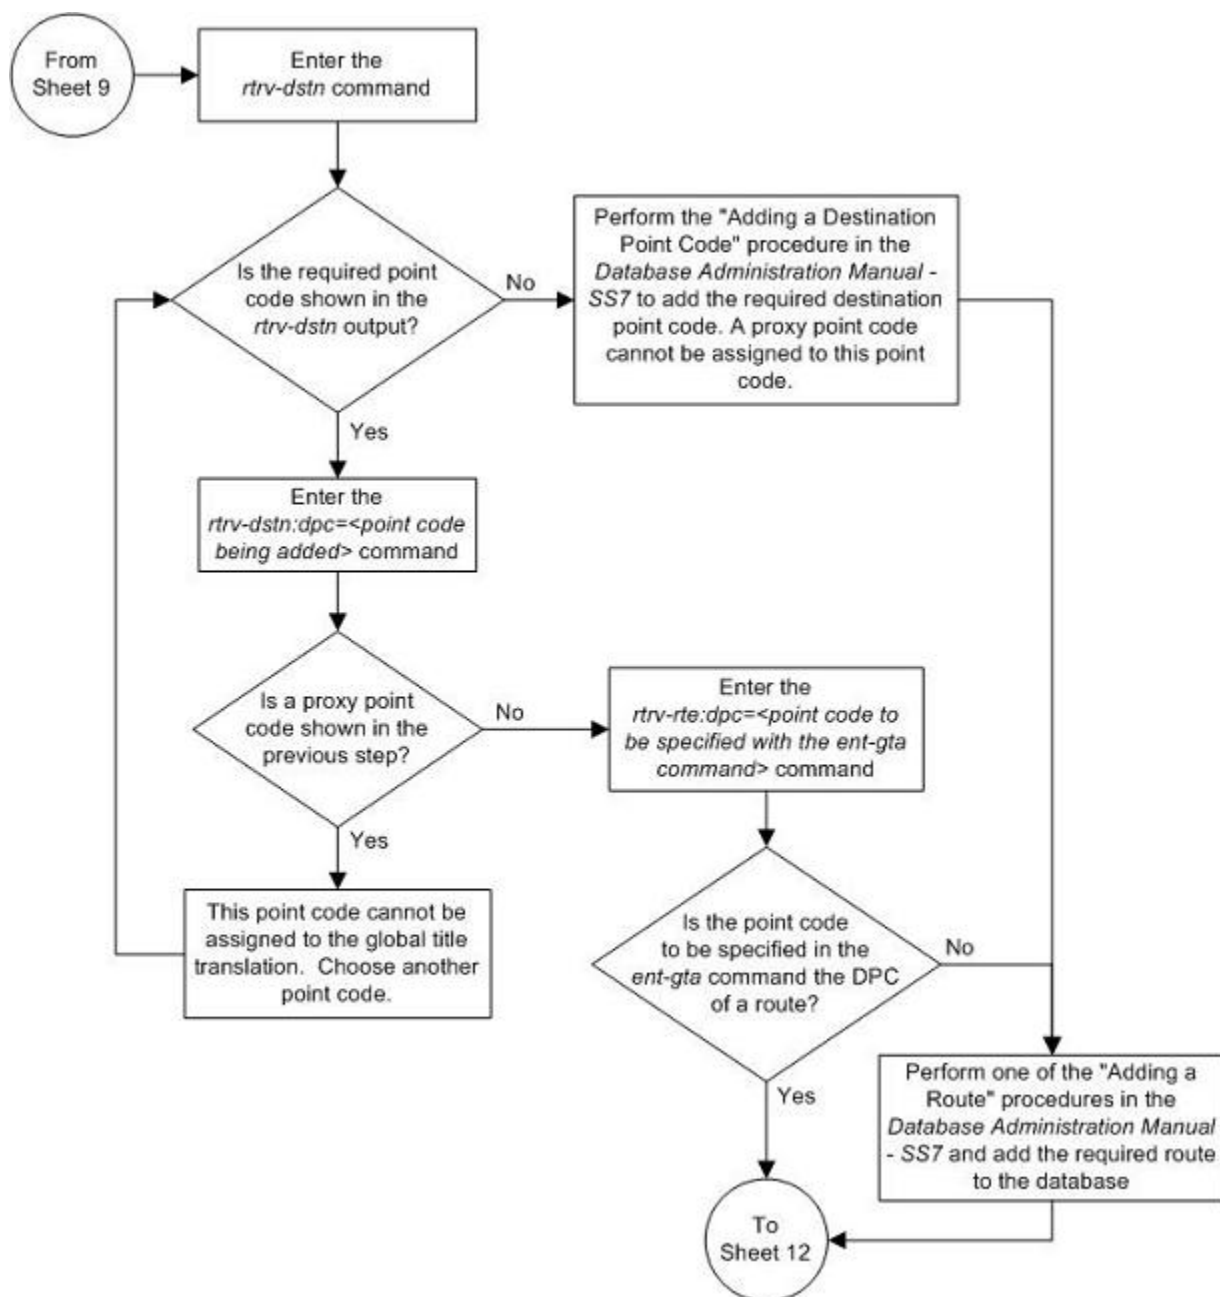 From
Sheet 9
Enter the
rtrv-dstn command
Is the required point
code shown in the
rtrv-dstn output?
No
Perform the "Adding a Destination
Point Code" procedure in the
Database Administration Manual -
SS7 to add the required destination
point code. A proxy point code
cannot be assigned to this point
code.
Yes
Enter the
rtrv-dstn:dpc=<point code
being added> command
Is a proxy point
code shown in the
previous step?
No
Enter the
rtrv-rte:dpc=<point code to
be specified with the ent-gta
command> command
Yes
This point code cannot be
assigned to the global title
translation. Choose another
point code.
Is the point code
to be specified in the
ent-gta command the DPC
of a route?
No
Yes
Perform one of the "Adding a
Route" procedures in the
Database Administration Manual
- SS7 and add the required route
to the database
To
Sheet 12